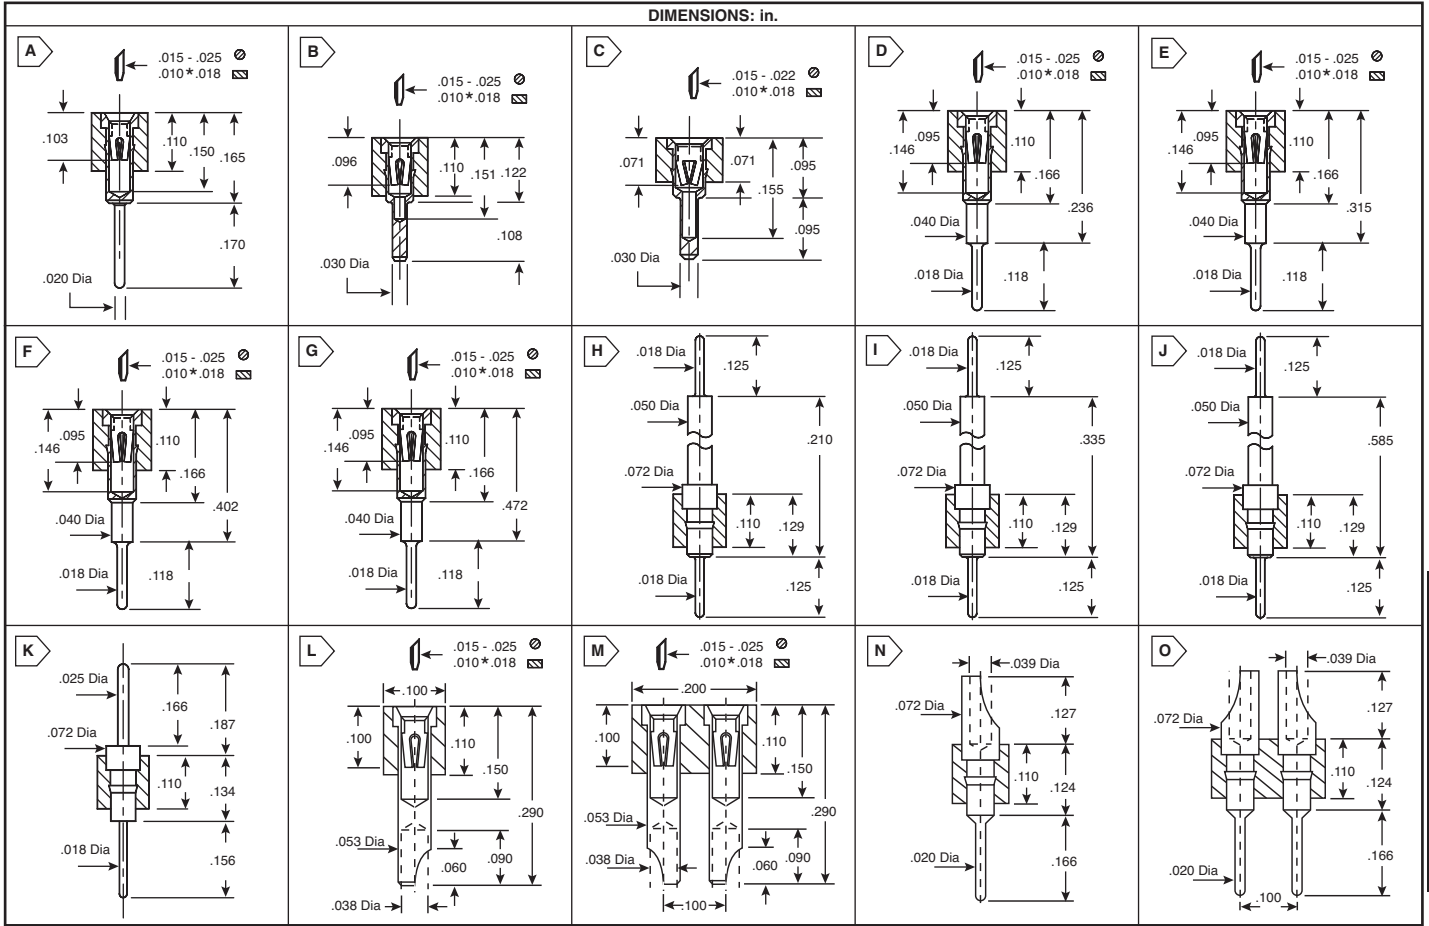 DIMENSIONS: in.
A
.015 - .025
.010*.018
.103
.110
.150
.165
.170
.020 Dia
B
.015 - .025
.010*.018
.096
.110
.151
.122
.108
.030 Dia
C
.015 - .022
.010*.018
.071
.071
.095
.155
.095
.030 Dia
D
.015 - .025
.010*.018
.095
.146
.110
.166
.236
.040 Dia
.018 Dia
.118
E
.015 - .025
.010*.018
.095
.146
.110
.166
.315
.040 Dia
.018 Dia
.118
F
.015 - .025
.010*.018
.095
.146
.110
.166
.402
.040 Dia
.018 Dia
.118
G
.015 - .025
.010*.018
.095
.146
.110
.166
.472
.040 Dia
.018 Dia
.118
H
.018 Dia
.125
.050 Dia
.210
.072 Dia
.110
.129
.018 Dia
.125
I
.018 Dia
.125
.050 Dia
.335
.072 Dia
.110
.129
.018 Dia
.125
J
.018 Dia
.125
.050 Dia
.585
.072 Dia
.110
.129
.018 Dia
.125
K
.025 Dia
.166
.187
.072 Dia
.110
.134
.018 Dia
.156
L
.015 - .025
.010*.018
.100
.100
.110
.150
.290
.053 Dia
.060
.090
.038 Dia
M
.015 - .025
.010*.018
.200
.100
.110
.150
.290
.053 Dia
.038 Dia
.060
.090
.100
N
.039 Dia
.072 Dia
.127
.110
.124
.020 Dia
.166
O
.039 Dia
.072 Dia
.127
.110
.124
.020 Dia
.166
.100